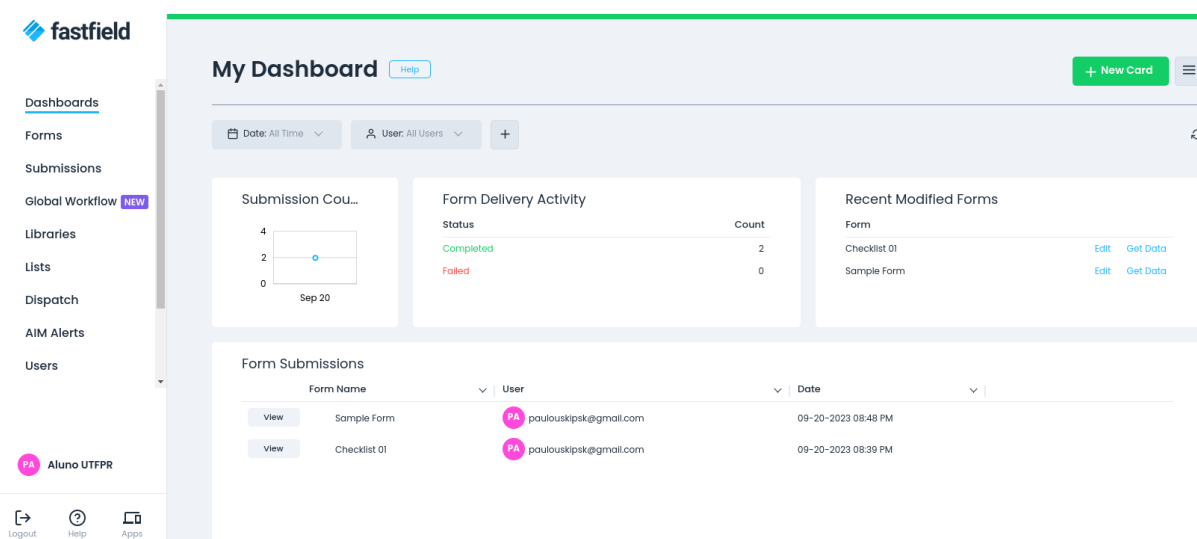 fastfield
Dashboards
Forms
Submissions
Global Workflow NEW
Libraries
Lists
Dispatch
AIM Alerts
Users
PA Aluno UTFPR
Logout Help Apps
My Dashboard Help
+ New Card
Date: All Time User: All Users +
Submission Cou...
4
2
0
Sep 20
Form Delivery Activity
Status Count
Completed 2
Failed 0
Recent Modified Forms
Form
Checklist 01 Edit Get Data
Sample Form Edit Get Data
Form Submissions
Form Name User Date
View Sample Form PA paulouskipsk@gmail.com 09-20-2023 08:48 PM
View Checklist 01 PA paulouskipsk@gmail.com 09-20-2023 08:39 PM